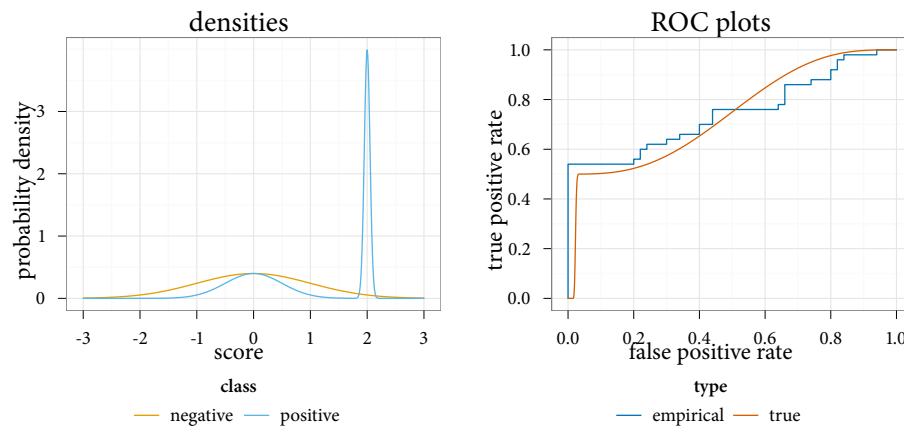 densities
probability density
3
2
1
0
-3 -2 -1 0 1 2 3
score
class
negative positive
ROC plots
true positive rate
1.0
0.8
0.6
0.4
0.2
0.0
0.0 0.2 0.4 0.6 0.8 1.0
false positive rate
type
empirical true